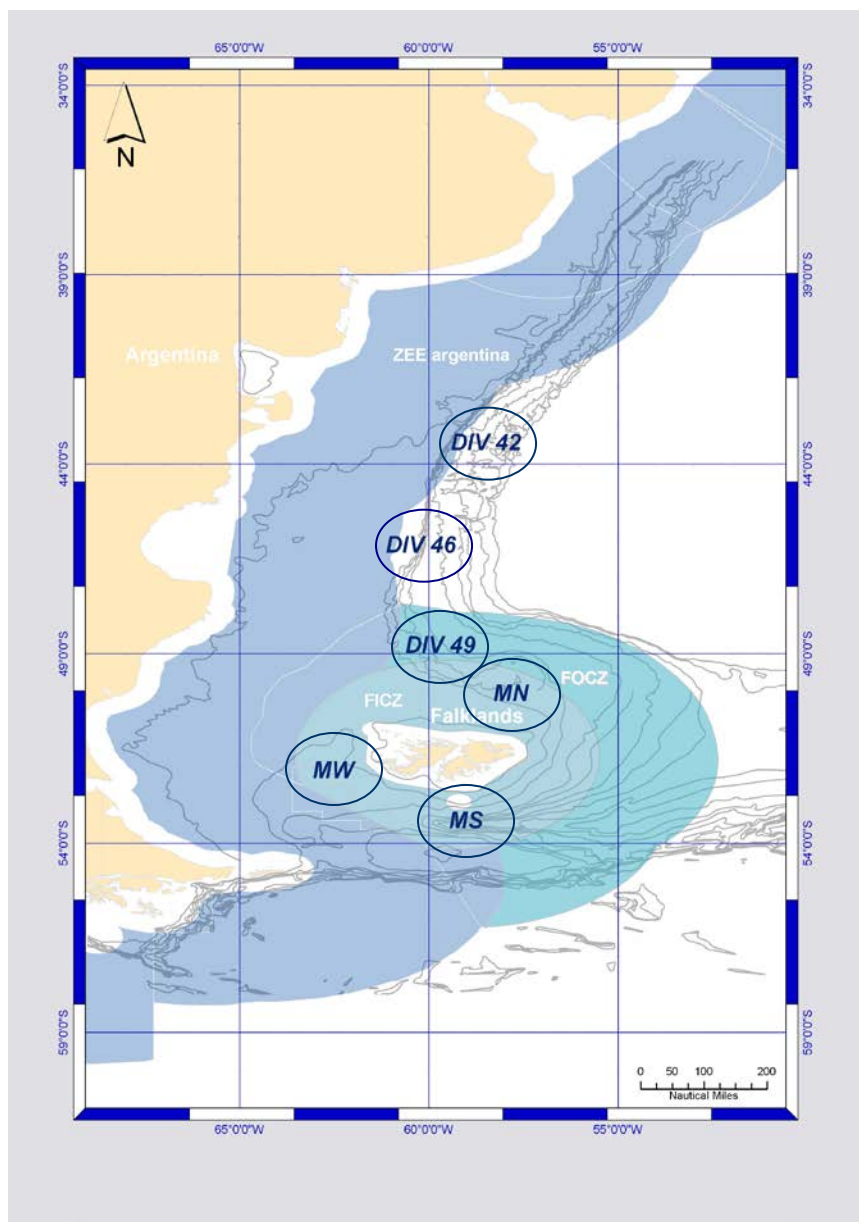 65°0'0"W 60°0'0"W 55°0'0"W
34°0'0"S 34°0'0"S
N
39°0'0"S 39°0'0"S
Argentina ZEE argentina
DIV 42
44°0'0"S 44°0'0"S
DIV 46
DIV 49
49°0'0"S 49°0'0"S
FOCZ
MN
FICZ
Falklands
MW
MS
54°0'0"S 54°0'0"S
59°0'0"S 59°0'0"S
0 50 100 200
Nautical Miles
65°0'0"W 60°0'0"W 55°0'0"W